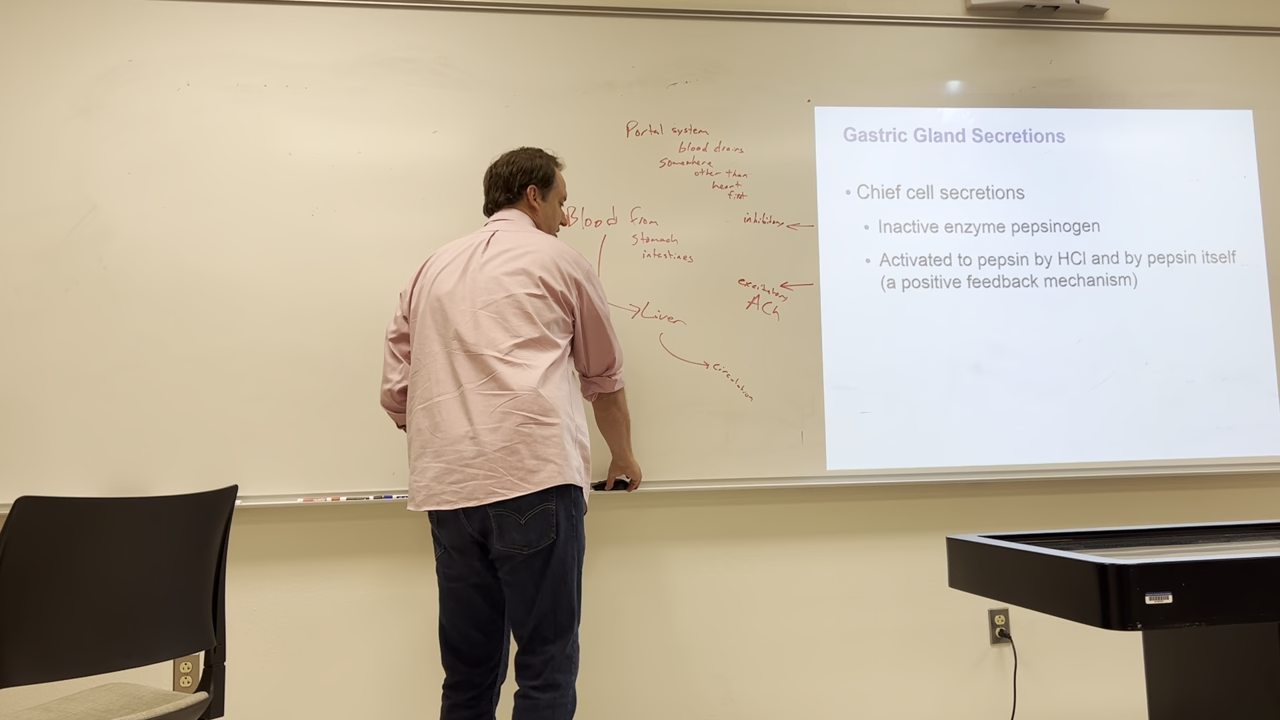 Portal system
blood drains
somewhere
other than
heart
first
Blood from
stomach
intestines
Liver
circulation
inhibitory
excitatory
ACh
Gastric Gland Secretions
• Chief cell secretions
• Inactive enzyme pepsinogen
• Activated to pepsin by HCl and by pepsin itself
(a positive feedback mechanism)